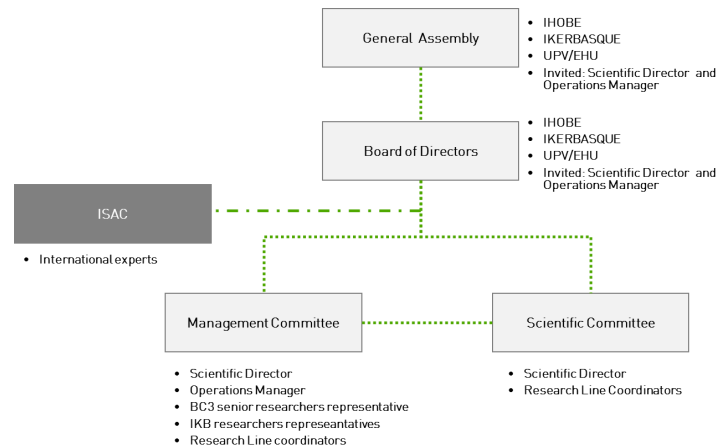 General Assembly
• IHOBE
• IKERBASQUE
• UPV/EHU
• Invited: Scientific Director and
Operations Manager
Board of Directors
• IHOBE
• IKERBASQUE
• UPV/EHU
• Invited: Scientific Director and
Operations Manager
ISAC
• International experts
Management Committee
• Scientific Director
• Operations Manager
• BC3 senior researchers representative
• IKB researchers represeantatives
• Research Line coordinators
Scientific Committee
• Scientific Director
• Research Line Coordinators